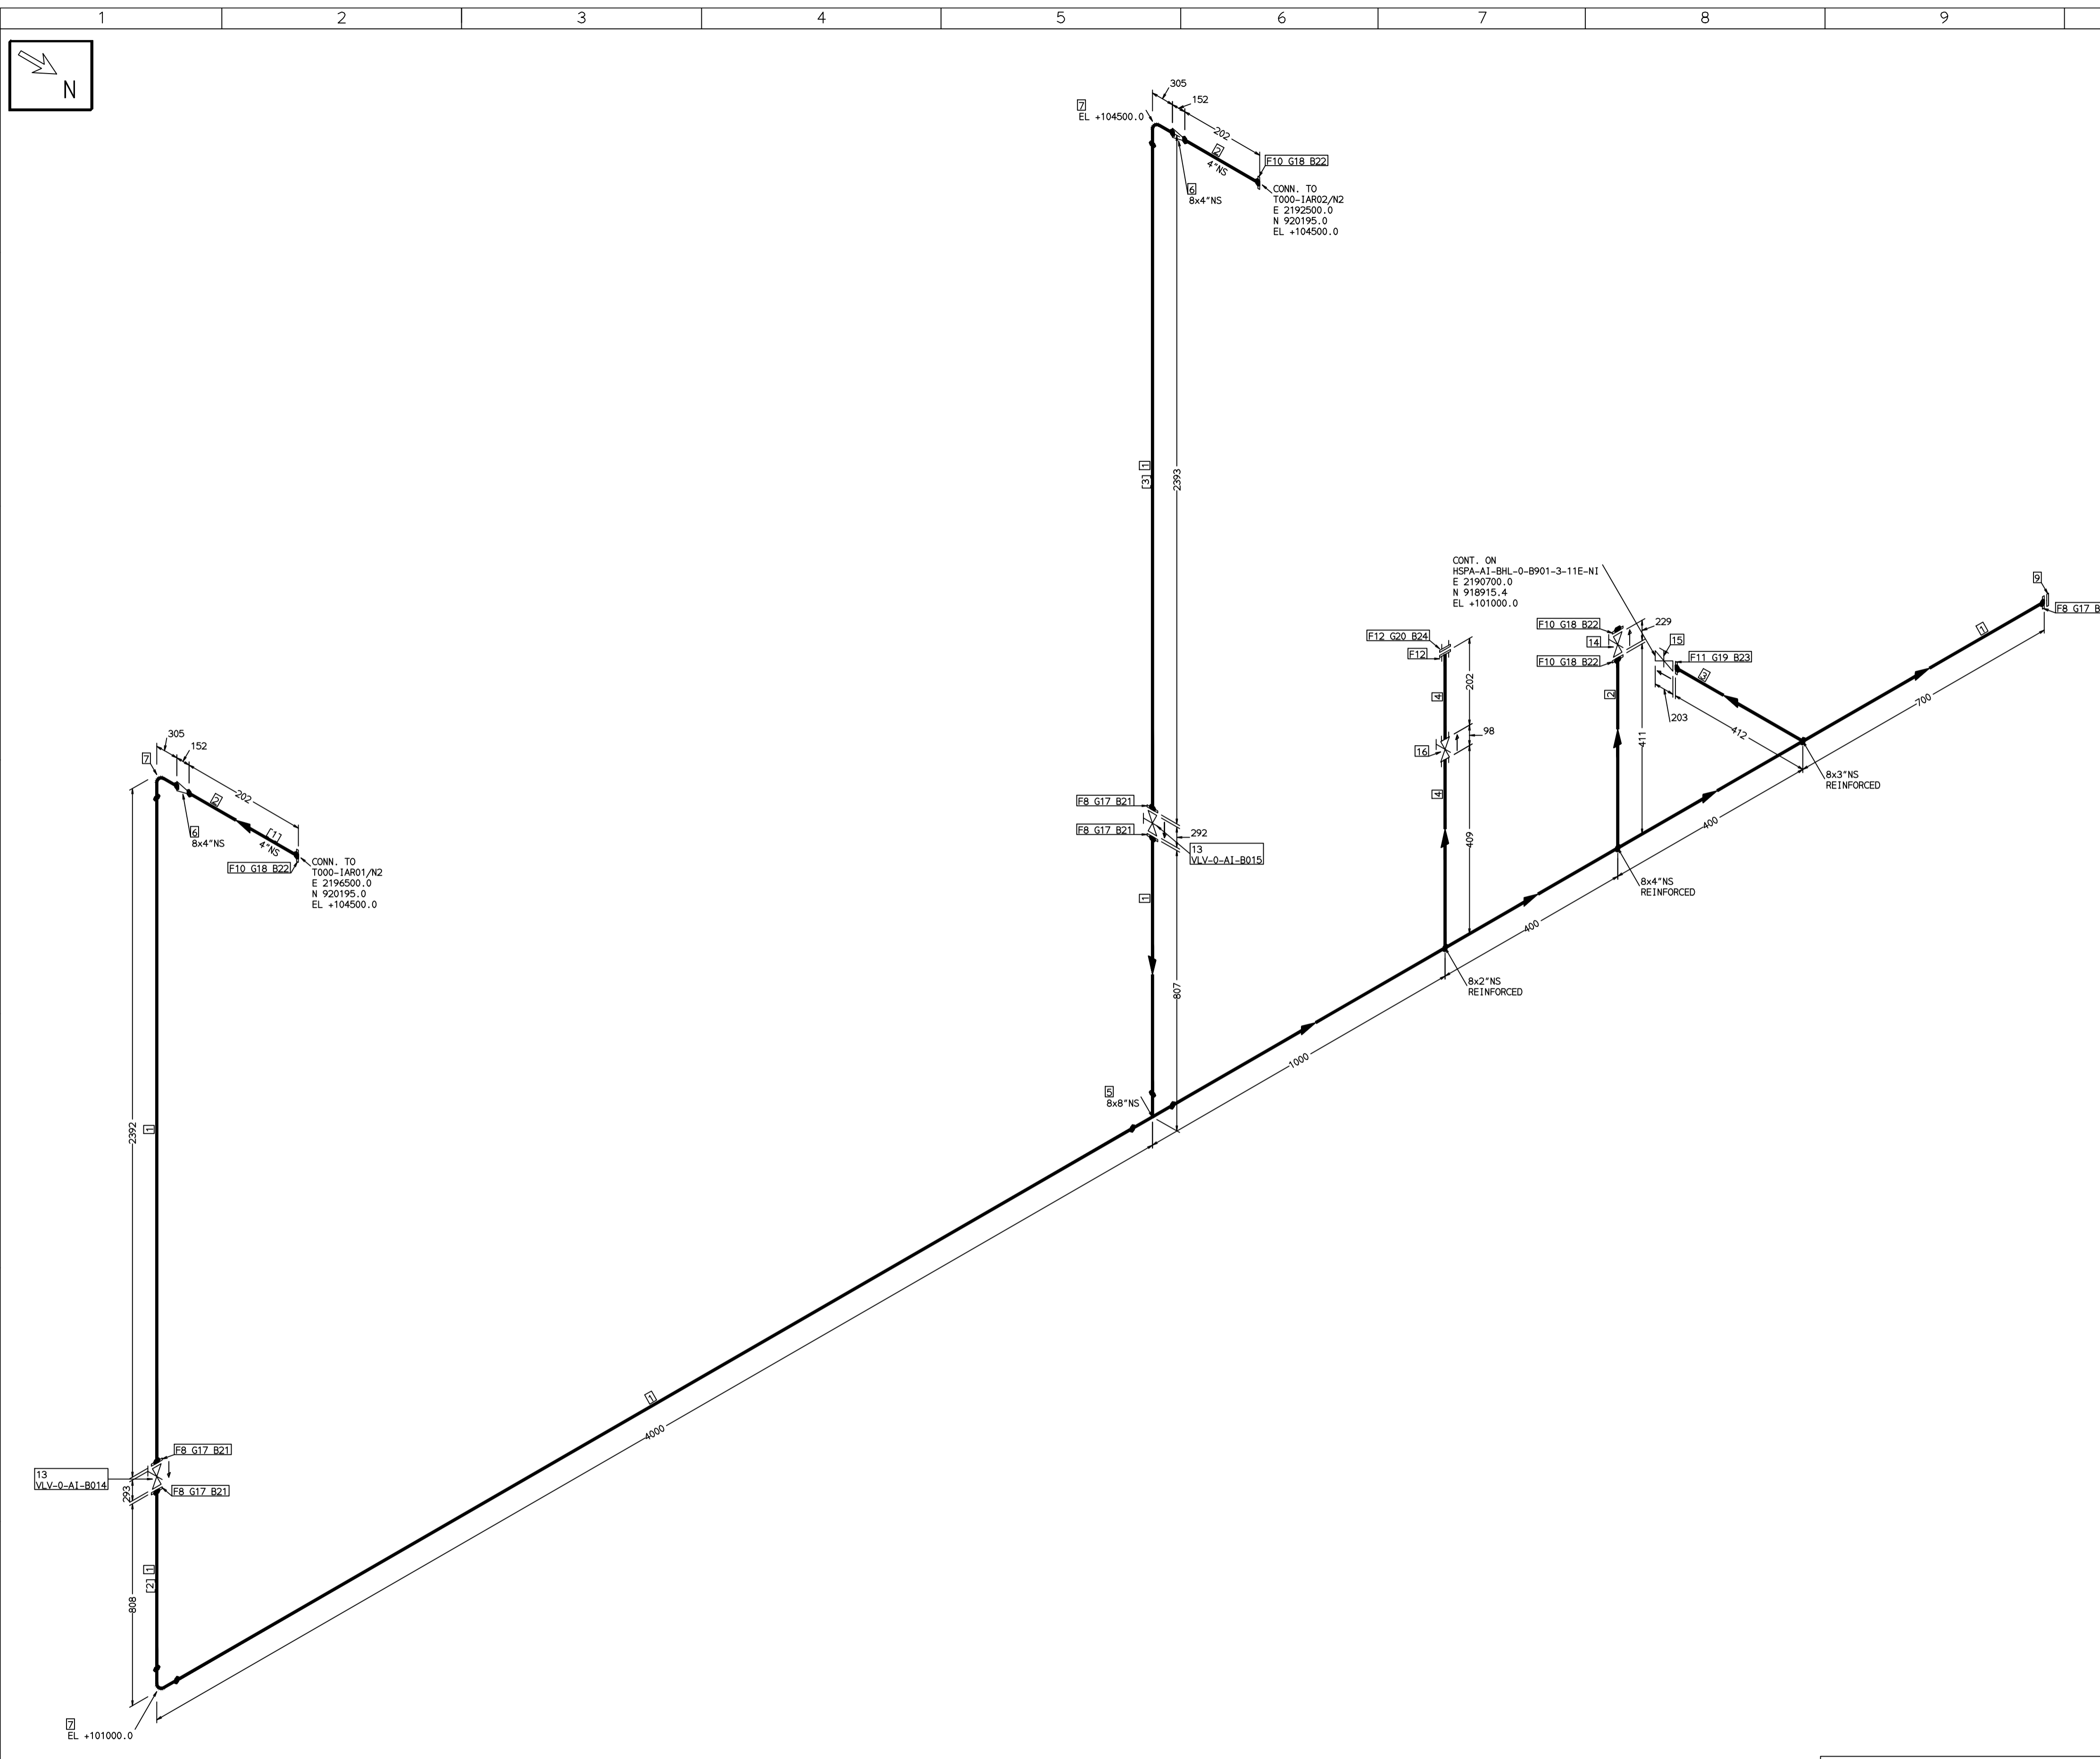 1 2 3 4 5 6 7 8 9
N
305
152
7
EL +104500.0
202
2
4"NS
F10 G18 B22
6
8x4"NS
CONN. TO
T000-IAR02/N2
E 2192500.0
N 920195.0
EL +104500.0
[3] 1
2393
F8 G17 B21
F8 G17 B21
292
13
VLV-0-AI-B015
1
807
5
8x8"NS
CONT. ON
HSPA-AI-BHL-0-B901-3-11E-NI
E 2190700.0
N 918915.4
EL +101000.0
F12 G20 B24
F12
4
202
16
98
4
409
F10 G18 B22
14
F10 G18 B22
229
15
F11 G19 B23
2
411
3
203
412
9
F8 G17 B
1
700
8x3"NS
REINFORCED
400
8x4"NS
REINFORCED
400
8x2"NS
REINFORCED
1000
305
152
7
202
2
[1]
4"NS
6
8x4"NS
F10 G18 B22
CONN. TO
T000-IAR01/N2
E 2196500.0
N 920195.0
EL +104500.0
2392
1
1
4000
F8 G17 B21
13
VLV-0-AI-B014
293
F8 G17 B21
[2] 1
808
7
EL +101000.0